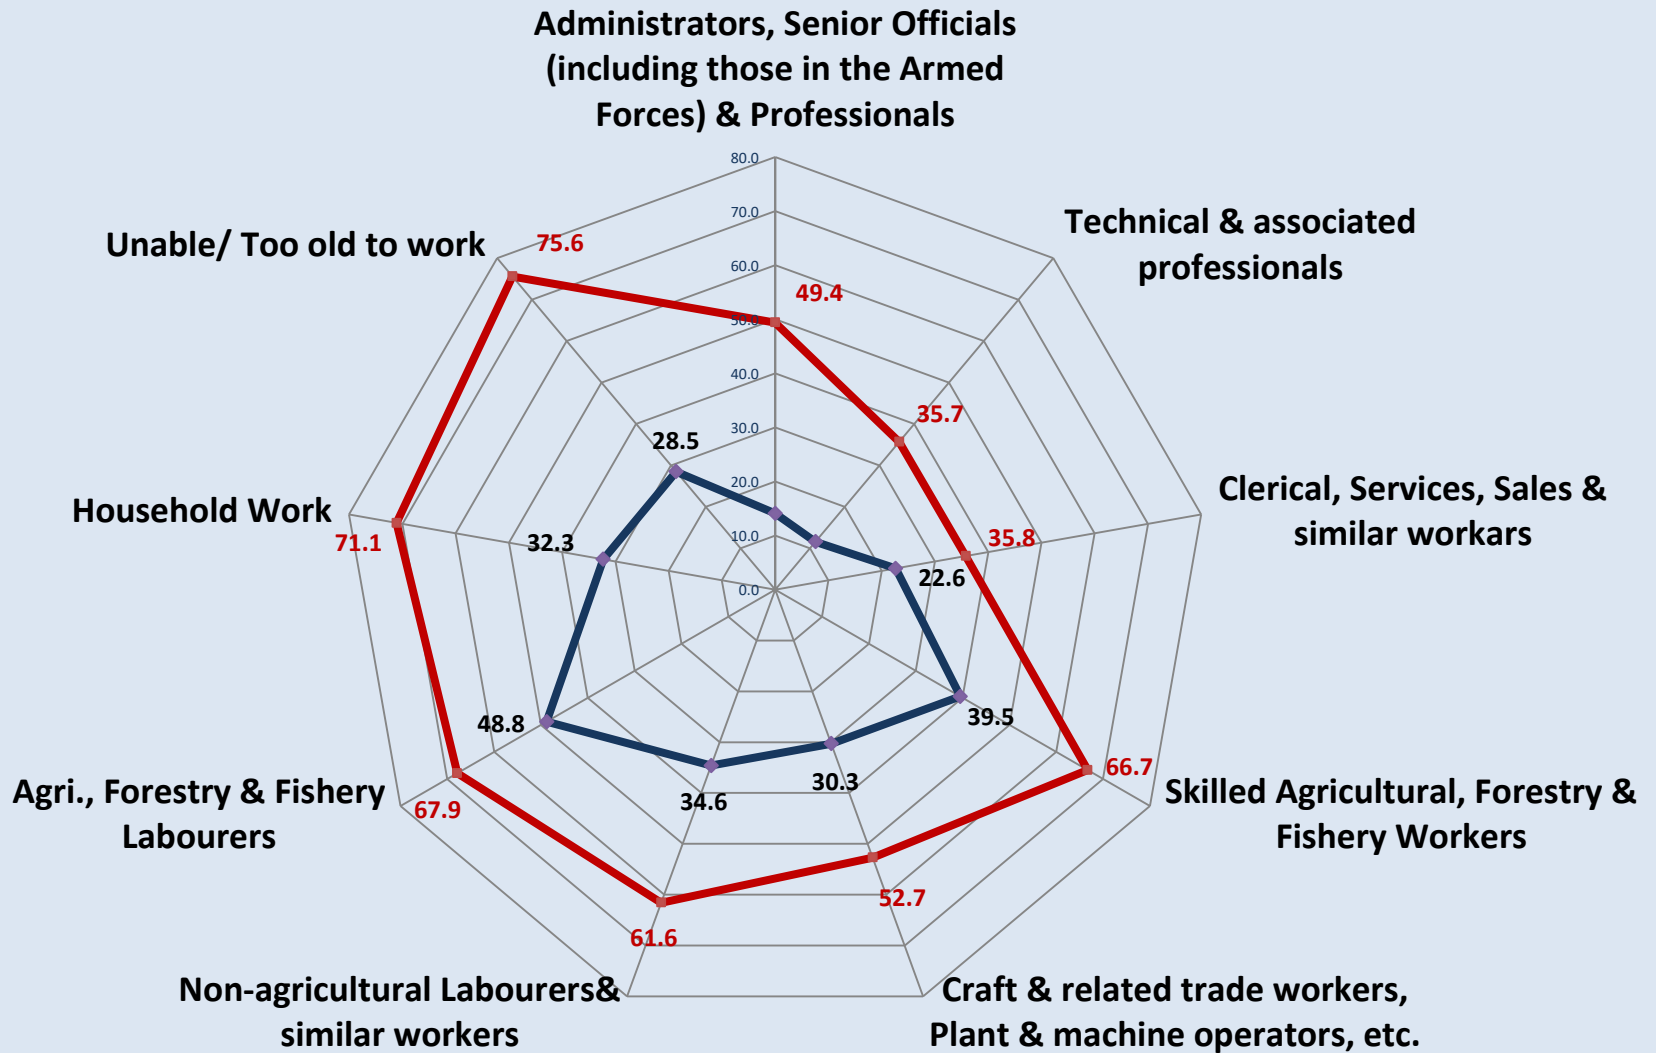 Administrators, Senior Officials
(including those in the Armed
Forces) & Professionals
80.0
70.0
60.0
50.0
40.0
30.0
20.0
10.0
0.0
Technical & associated
professionals
Clerical, Services, Sales &
similar workars
Skilled Agricultural, Forestry &
Fishery Workers
Craft & related trade workers,
Plant & machine operators, etc.
Non-agricultural Labourers&
similar workers
Agri., Forestry & Fishery
Labourers
Household Work
Unable/ Too old to work
49.4
35.7
35.8
66.7
52.7
61.6
67.9
71.1
75.6
22.6
39.5
30.3
34.6
48.8
32.3
28.5